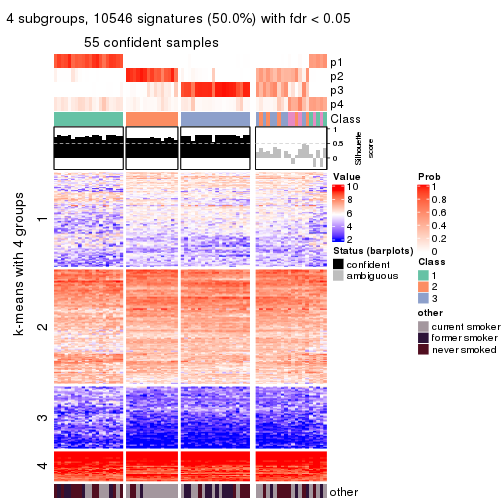 4 subgroups, 10546 signatures (50.0%) with fdr < 0.05
55 confident samples
p1
p2
p3
p4
Class
1
0.5
0
Silhouette
score
k-means with 4 groups
1
2
3
4
other
Value
10
8
6
4
2
Status (barplots)
confident
ambiguous
Prob
1
0.8
0.6
0.4
0.2
0
Class
1
2
3
other
current smoker
former smoker
never smoked